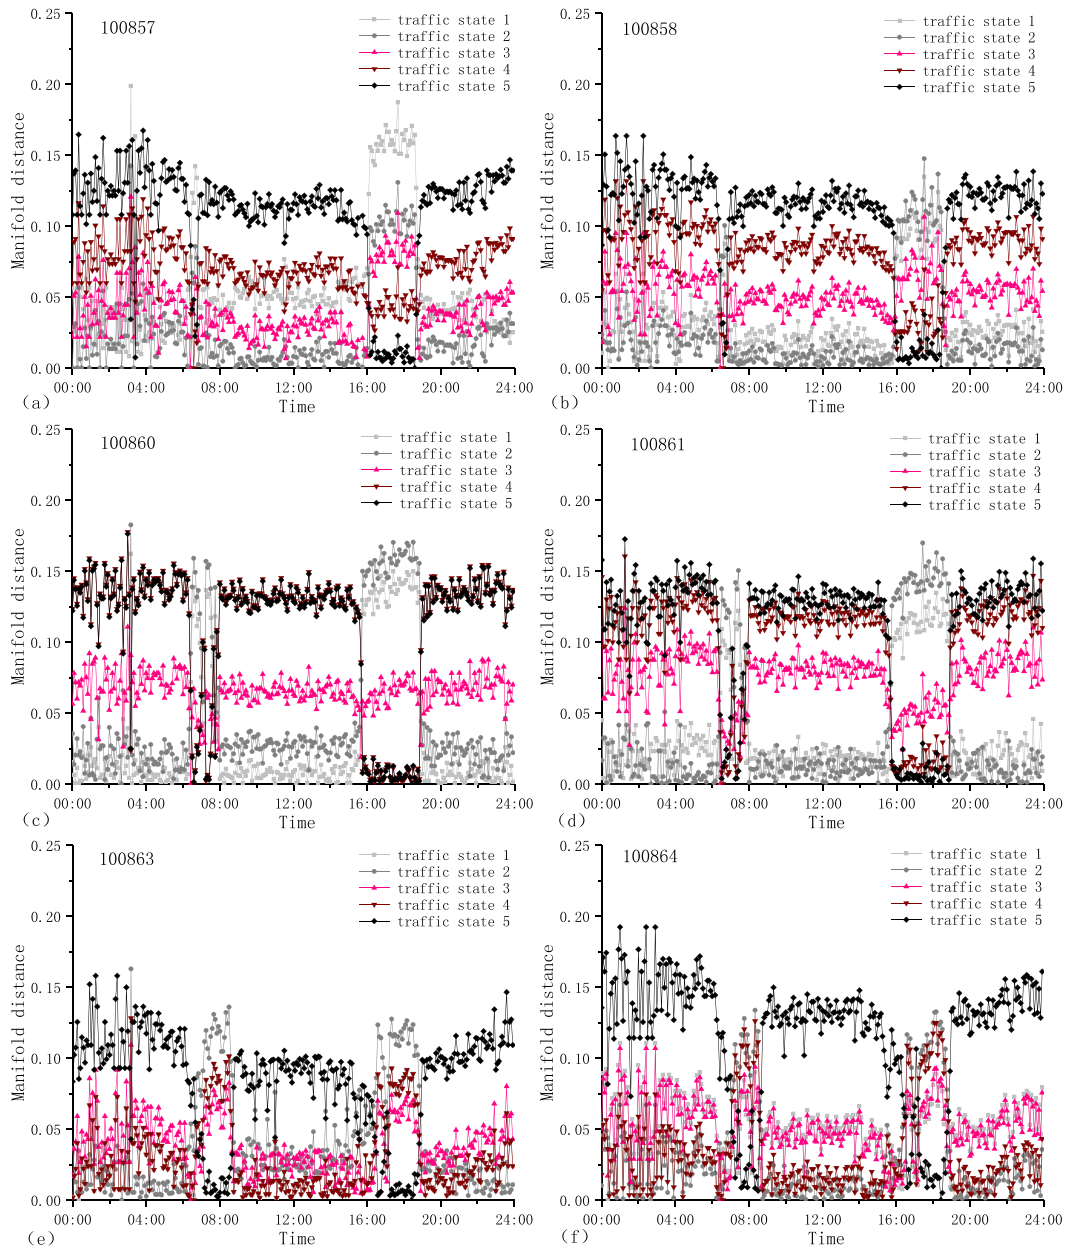 0.25
100857
traffic state 1
traffic state 2
traffic state 3
traffic state 4
traffic state 5
0.20
0.15
0.10
0.05
0.00
Manifold distance
00:00 04:00 08:00 12:00 16:00 20:00 24:00
(a)
Time
0.25
100858
traffic state 1
traffic state 2
traffic state 3
traffic state 4
traffic state 5
0.20
0.15
0.10
0.05
0.00
Manifold distance
00:00 04:00 08:00 12:00 16:00 20:00 24:00
(b)
Time
0.25
100860
traffic state 1
traffic state 2
traffic state 3
traffic state 4
traffic state 5
0.20
0.15
0.10
0.05
0.00
Manifold distance
00:00 04:00 08:00 12:00 16:00 20:00 24:00
(c)
Time
0.25
100861
traffic state 1
traffic state 2
traffic state 3
traffic state 4
traffic state 5
0.20
0.15
0.10
0.05
0.00
Manifold distance
00:00 04:00 08:00 12:00 16:00 20:00 24:00
(d)
Time
0.25
100863
traffic state 1
traffic state 2
traffic state 3
traffic state 4
traffic state 5
0.20
0.15
0.10
0.05
0.00
Manifold distance
00:00 04:00 08:00 12:00 16:00 20:00 24:00
(e)
Time
0.25
100864
traffic state 1
traffic state 2
traffic state 3
traffic state 4
traffic state 5
0.20
0.15
0.10
0.05
0.00
Manifold distance
00:00 04:00 08:00 12:00 16:00 20:00 24:00
(f)
Time